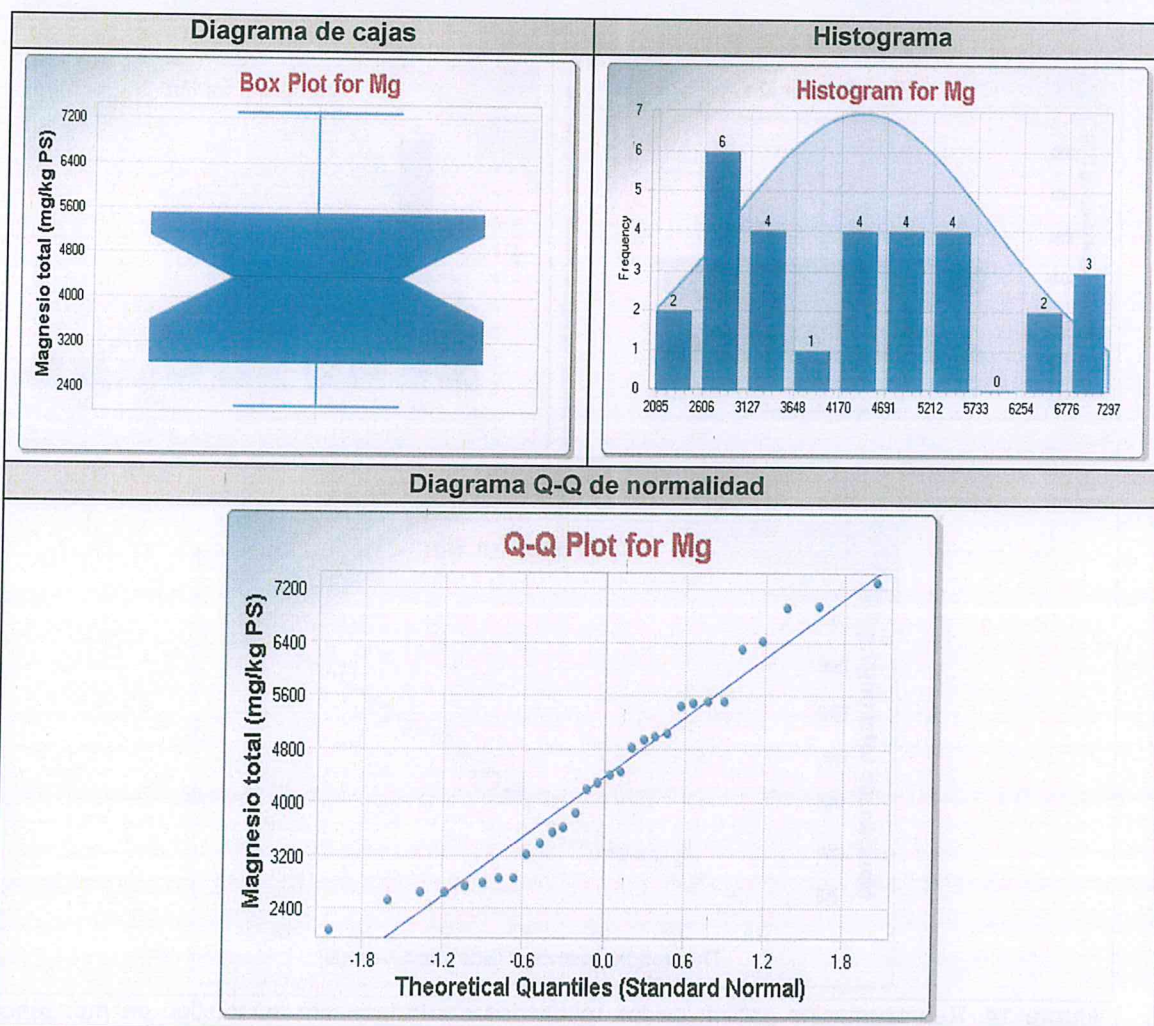 Diagrama de cajas
Histograma
Box Plot for Mg
Magnesio total (mg/kg PS)
7200
6400
5600
4800
4000
3200
2400
Histogram for Mg
Frequency
7
6
5
4
3
2
1
0
2
6
4
1
4
4
4
0
2
3
2085 2606 3127 3648 4170 4691 5212 5733 6254 6776 7297
Diagrama Q-Q de normalidad
Q-Q Plot for Mg
Magnesio total (mg/kg PS)
7200
6400
5600
4800
4000
3200
2400
-1.8 -1.2 -0.6 0.0 0.6 1.2 1.8
Theoretical Quantiles (Standard Normal)